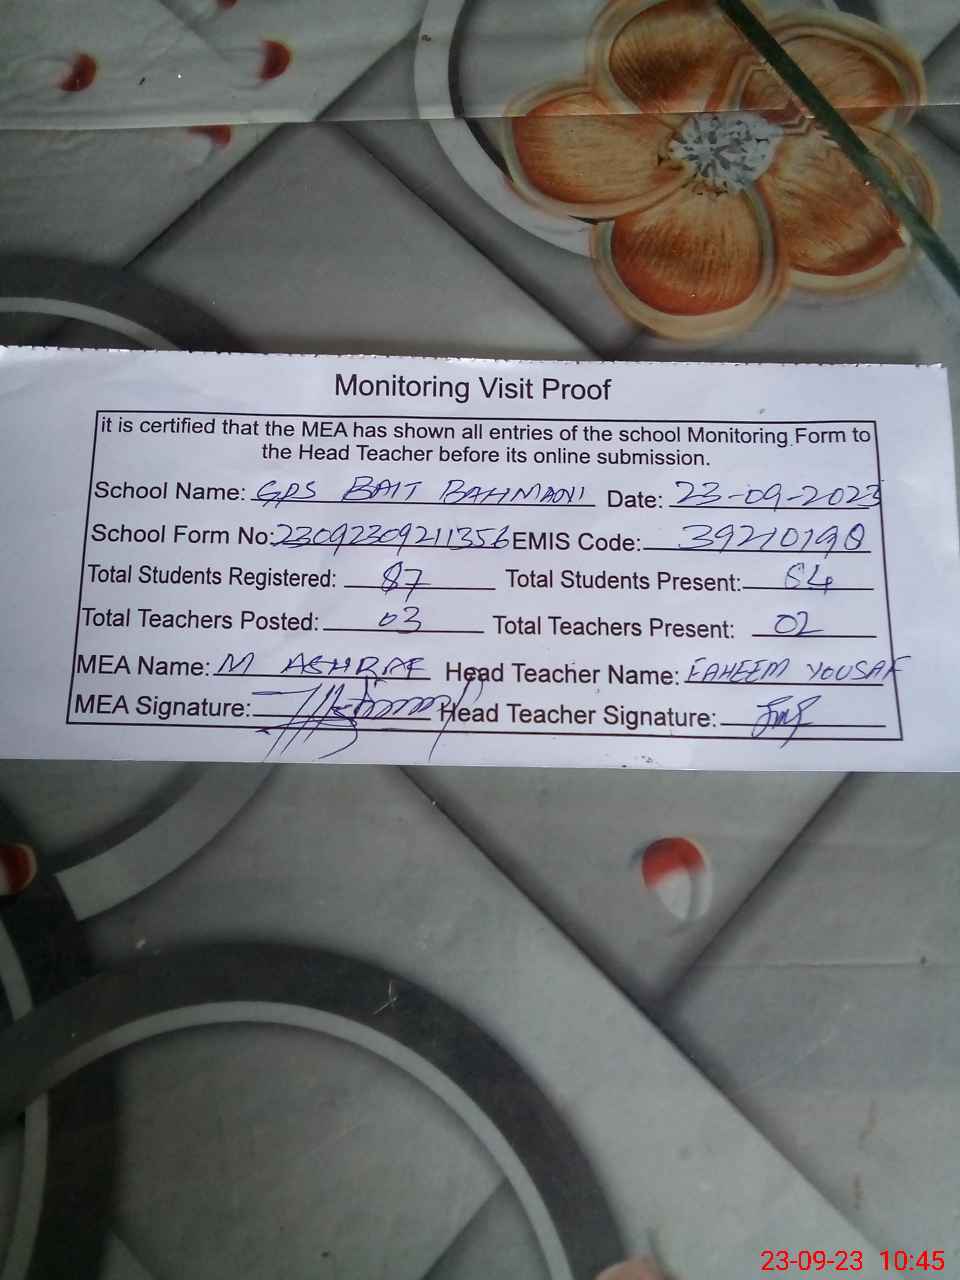 Monitoring Visit Proof
it is certified that the MEA has shown all entries of the school Monitoring Form to
the Head Teacher before its online submission.
School Name: GPS BAIT BAHMANI Date: 23-09-2023
School Form No: 23092309211356 EMIS Code: 39210190
Total Students Registered: 87 Total Students Present: 64
Total Teachers Posted: 03 Total Teachers Present: 02
MEA Name: M ASHRAF Head Teacher Name: FAHEEM YOUSAF
MEA Signature: Head Teacher Signature:
23-09-23 10:45